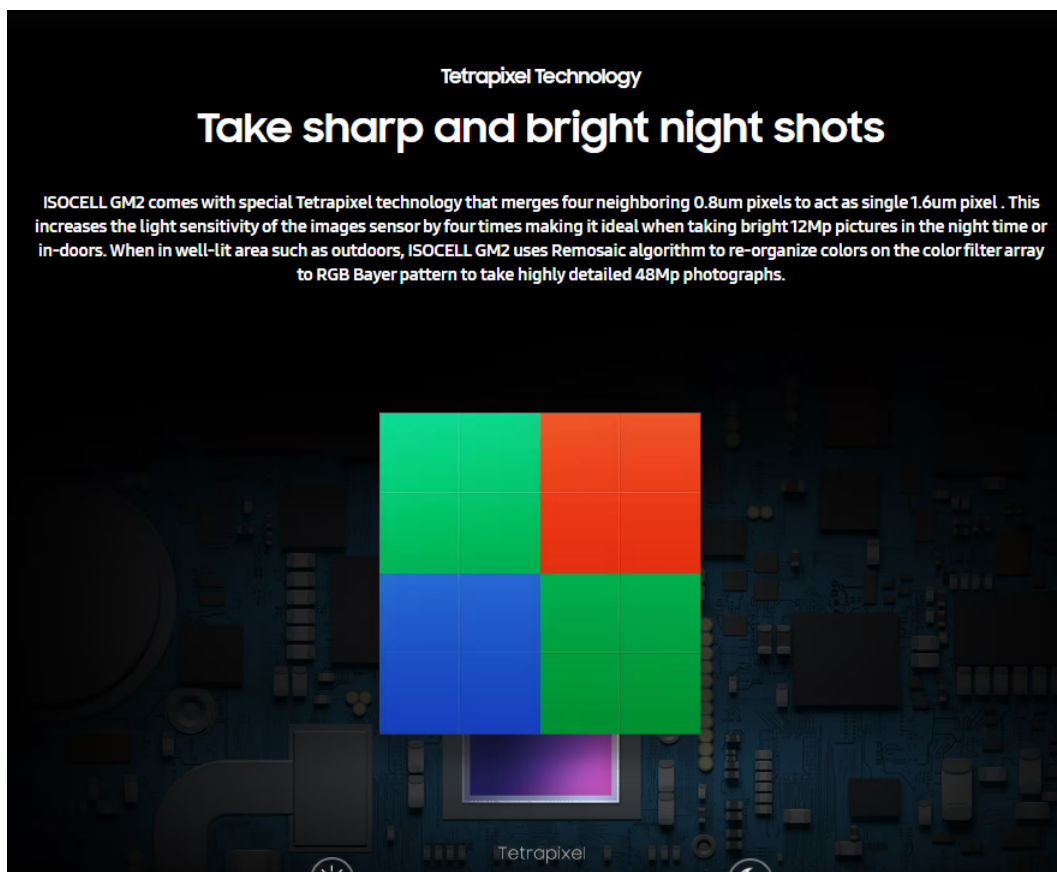 Tetrapixel Technology
Take sharp and bright night shots
ISOCELL GM2 comes with special Tetrapixel technology that merges four neighboring 0.8um pixels to act as single 1.6um pixel . This
increases the light sensitivity of the images sensor by four times making it ideal when taking bright 12Mp pictures in the night time or
in-doors. When in well-lit area such as outdoors, ISOCELL GM2 uses Remosaic algorithm to re-organize colors on the color filter array
to RGB Bayer pattern to take highly detailed 48Mp photographs.
Tetrapixel